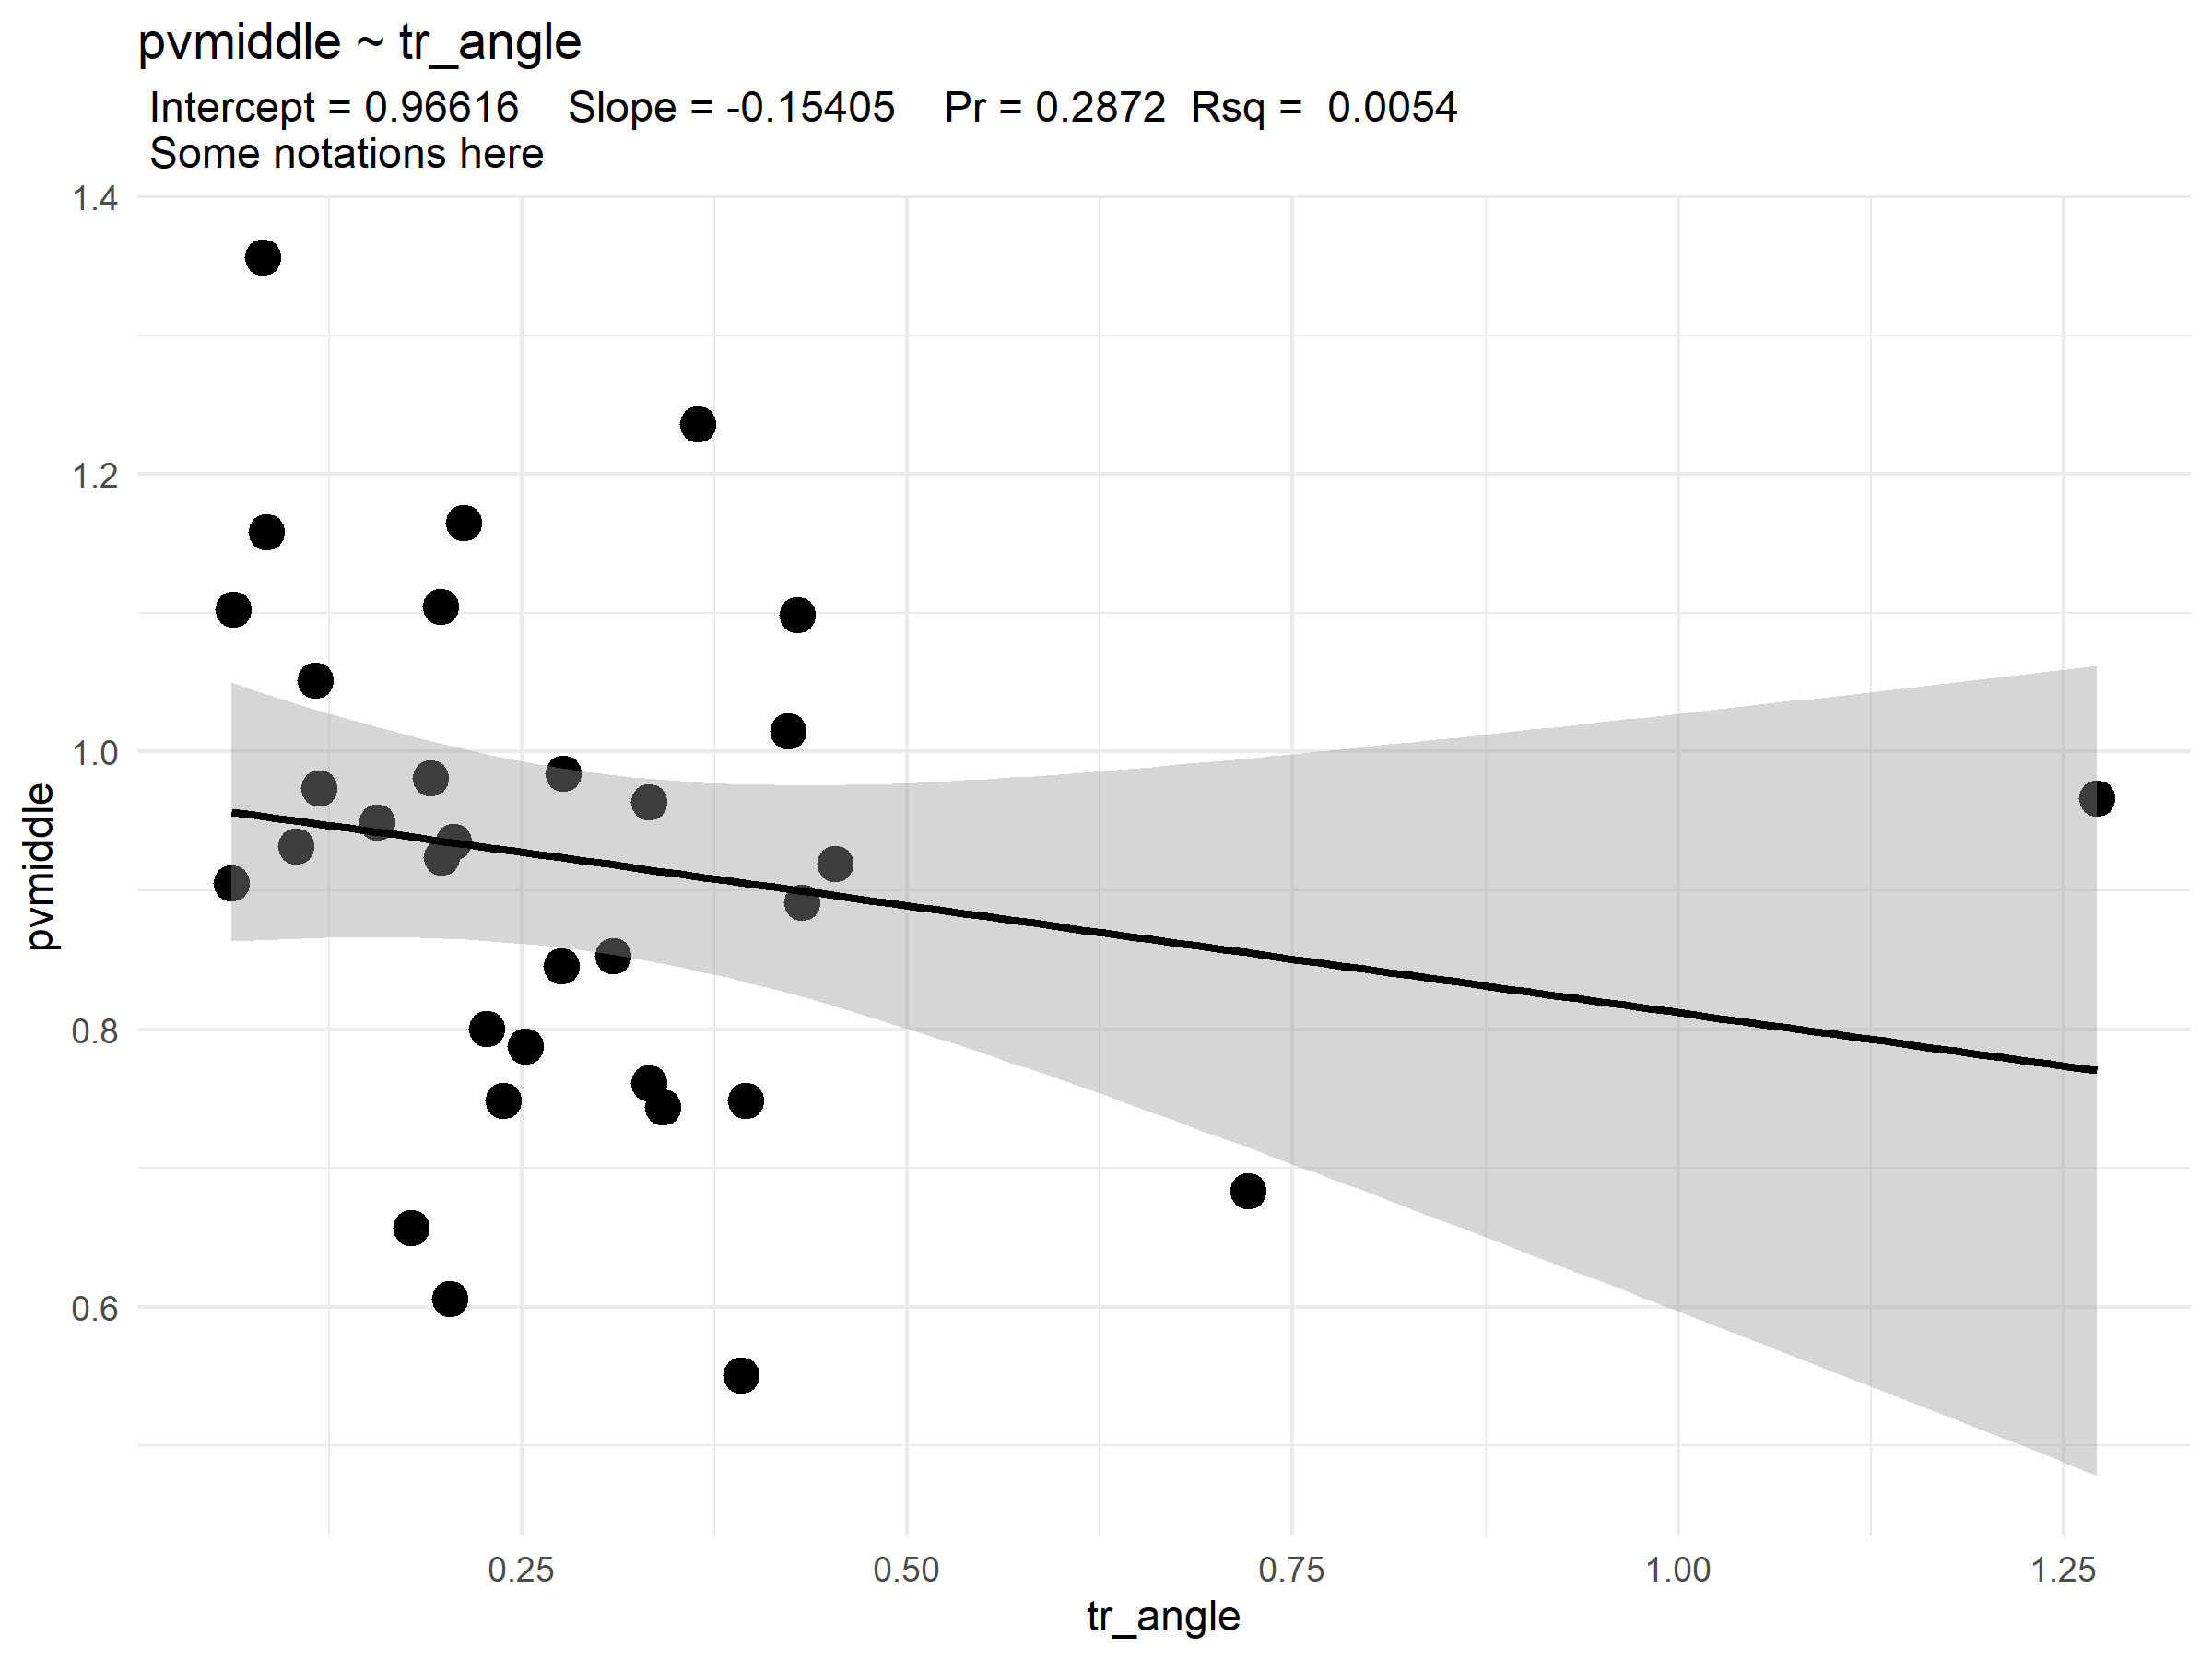 pvmiddle ~ tr_angle
Intercept = 0.96616 Slope = -0.15405 Pr = 0.2872 Rsq = 0.0054
Some notations here
1.4
1.2
1.0
0.8
0.6
pvmiddle
0.25 0.50 0.75 1.00 1.25
tr_angle